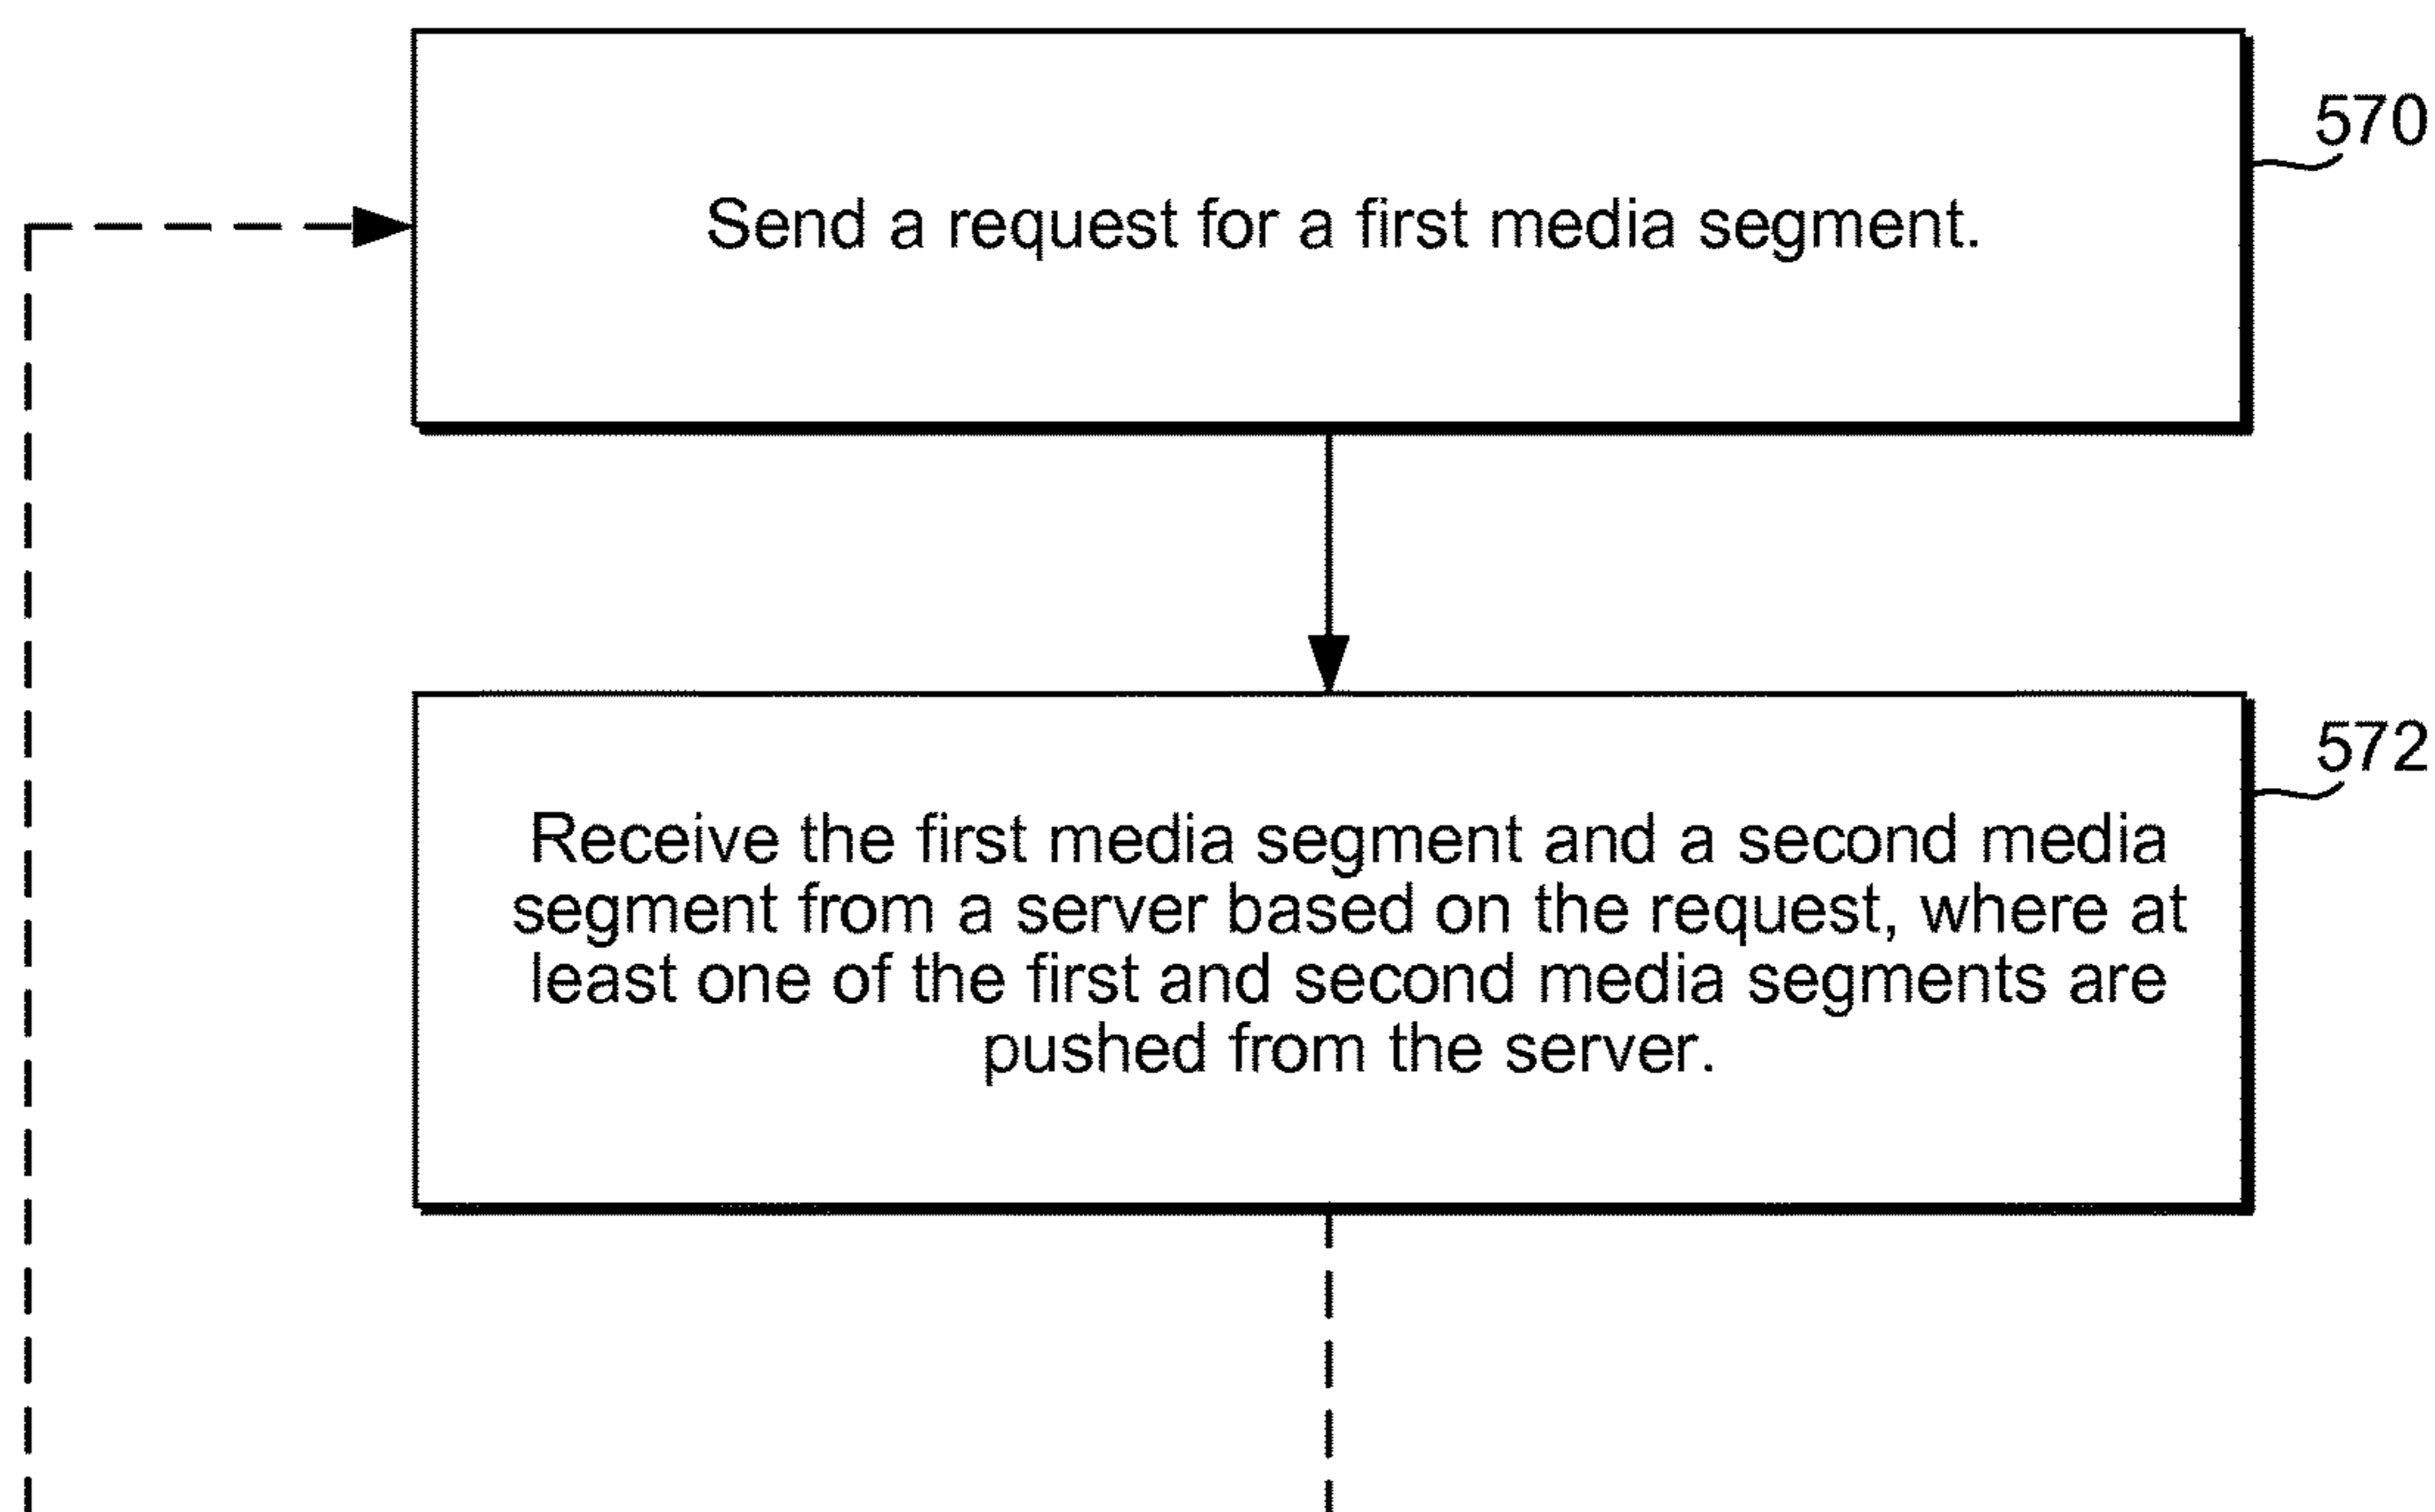 570
Send a request for a first media segment.
572
Receive the first media segment and a second media
segment from a server based on the request, where at
least one of the first and second media segments are
pushed from the server.